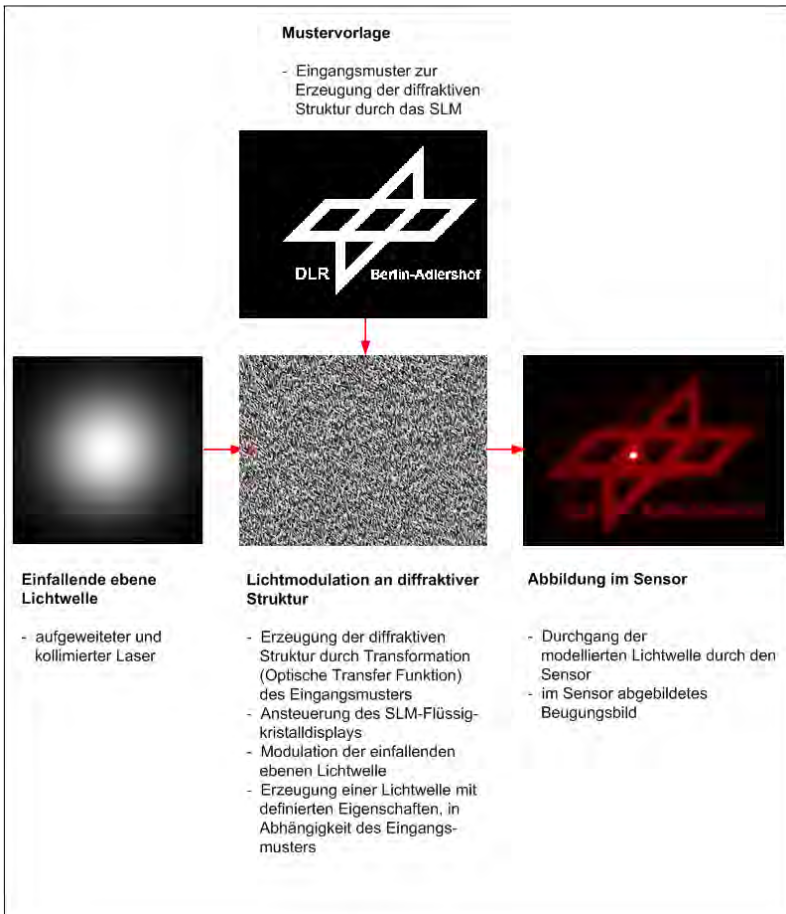 Mustervorlage
- Eingangsmuster zur
Erzeugung der diffraktiven
Struktur durch das SLM
DLR Berlin-Adlershof
Einfallende ebene
Lichtwelle
- aufgeweiteter und
kollimierter Laser
Lichtmodulation an diffraktiver
Struktur
- Erzeugung der diffraktiven
Struktur durch Transformation
(Optische Transfer Funktion)
des Eingangsmusters
- Ansteuerung des SLM-Flüssig-
kristalldisplays
- Modulation der einfallenden
ebenen Lichtwelle
- Erzeugung einer Lichtwelle mit
definierten Eigenschaften, in
Abhängigkeit des Eingangs-
musters
Abbildung im Sensor
- Durchgang der
modellierten Lichtwelle durch den
Sensor
- im Sensor abgebildetes
Beugungsbild